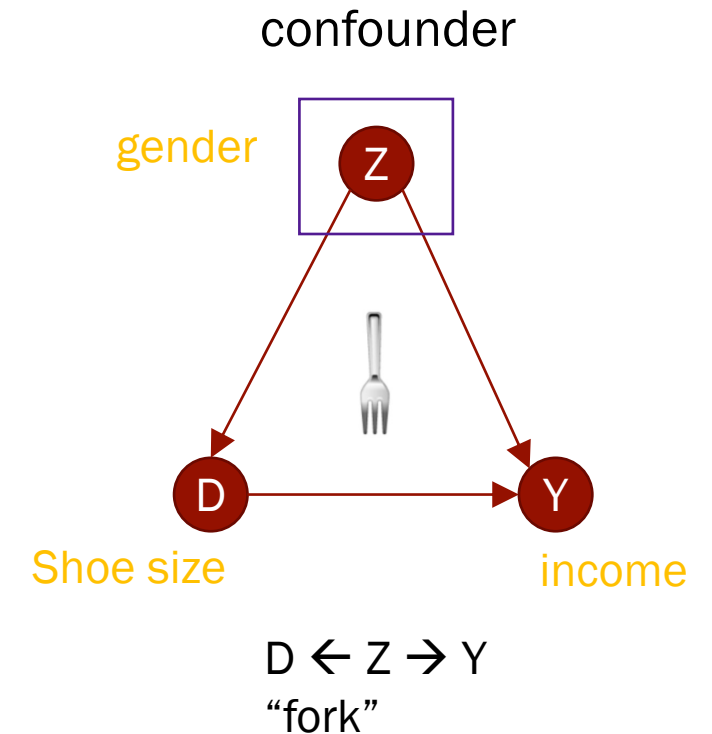 confounder
gender
Z
D
Y
Shoe size
income
D ← Z → Y
“fork”